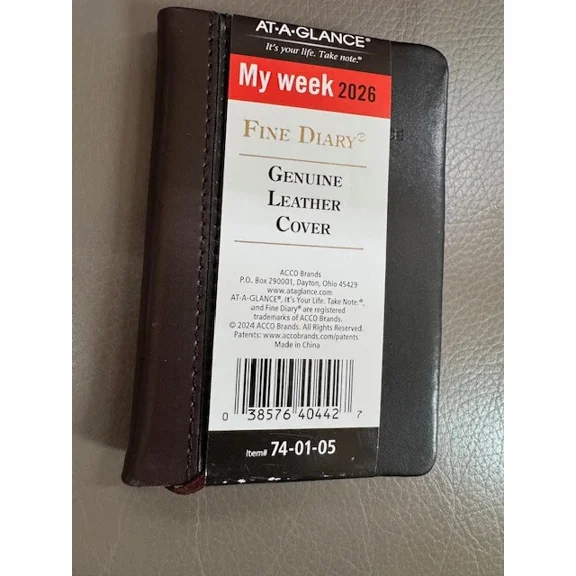 AT-A-GLANCE®
It's your life. Take note.®
My week 2026
FINE DIARY®
GENUINE
LEATHER
COVER
ACCO Brands
P.O. Box 290001, Dayton, Ohio 45429
www.ataglance.com
AT-A-GLANCE®, It's Your Life. Take Note.®,
and Fine Diary® are registered
trademarks of ACCO Brands.
© 2024 ACCO Brands. All Rights Reserved.
Patents: www.accobrands.com/patents
Made in China
0 38576 40442 7
Item# 74-01-05